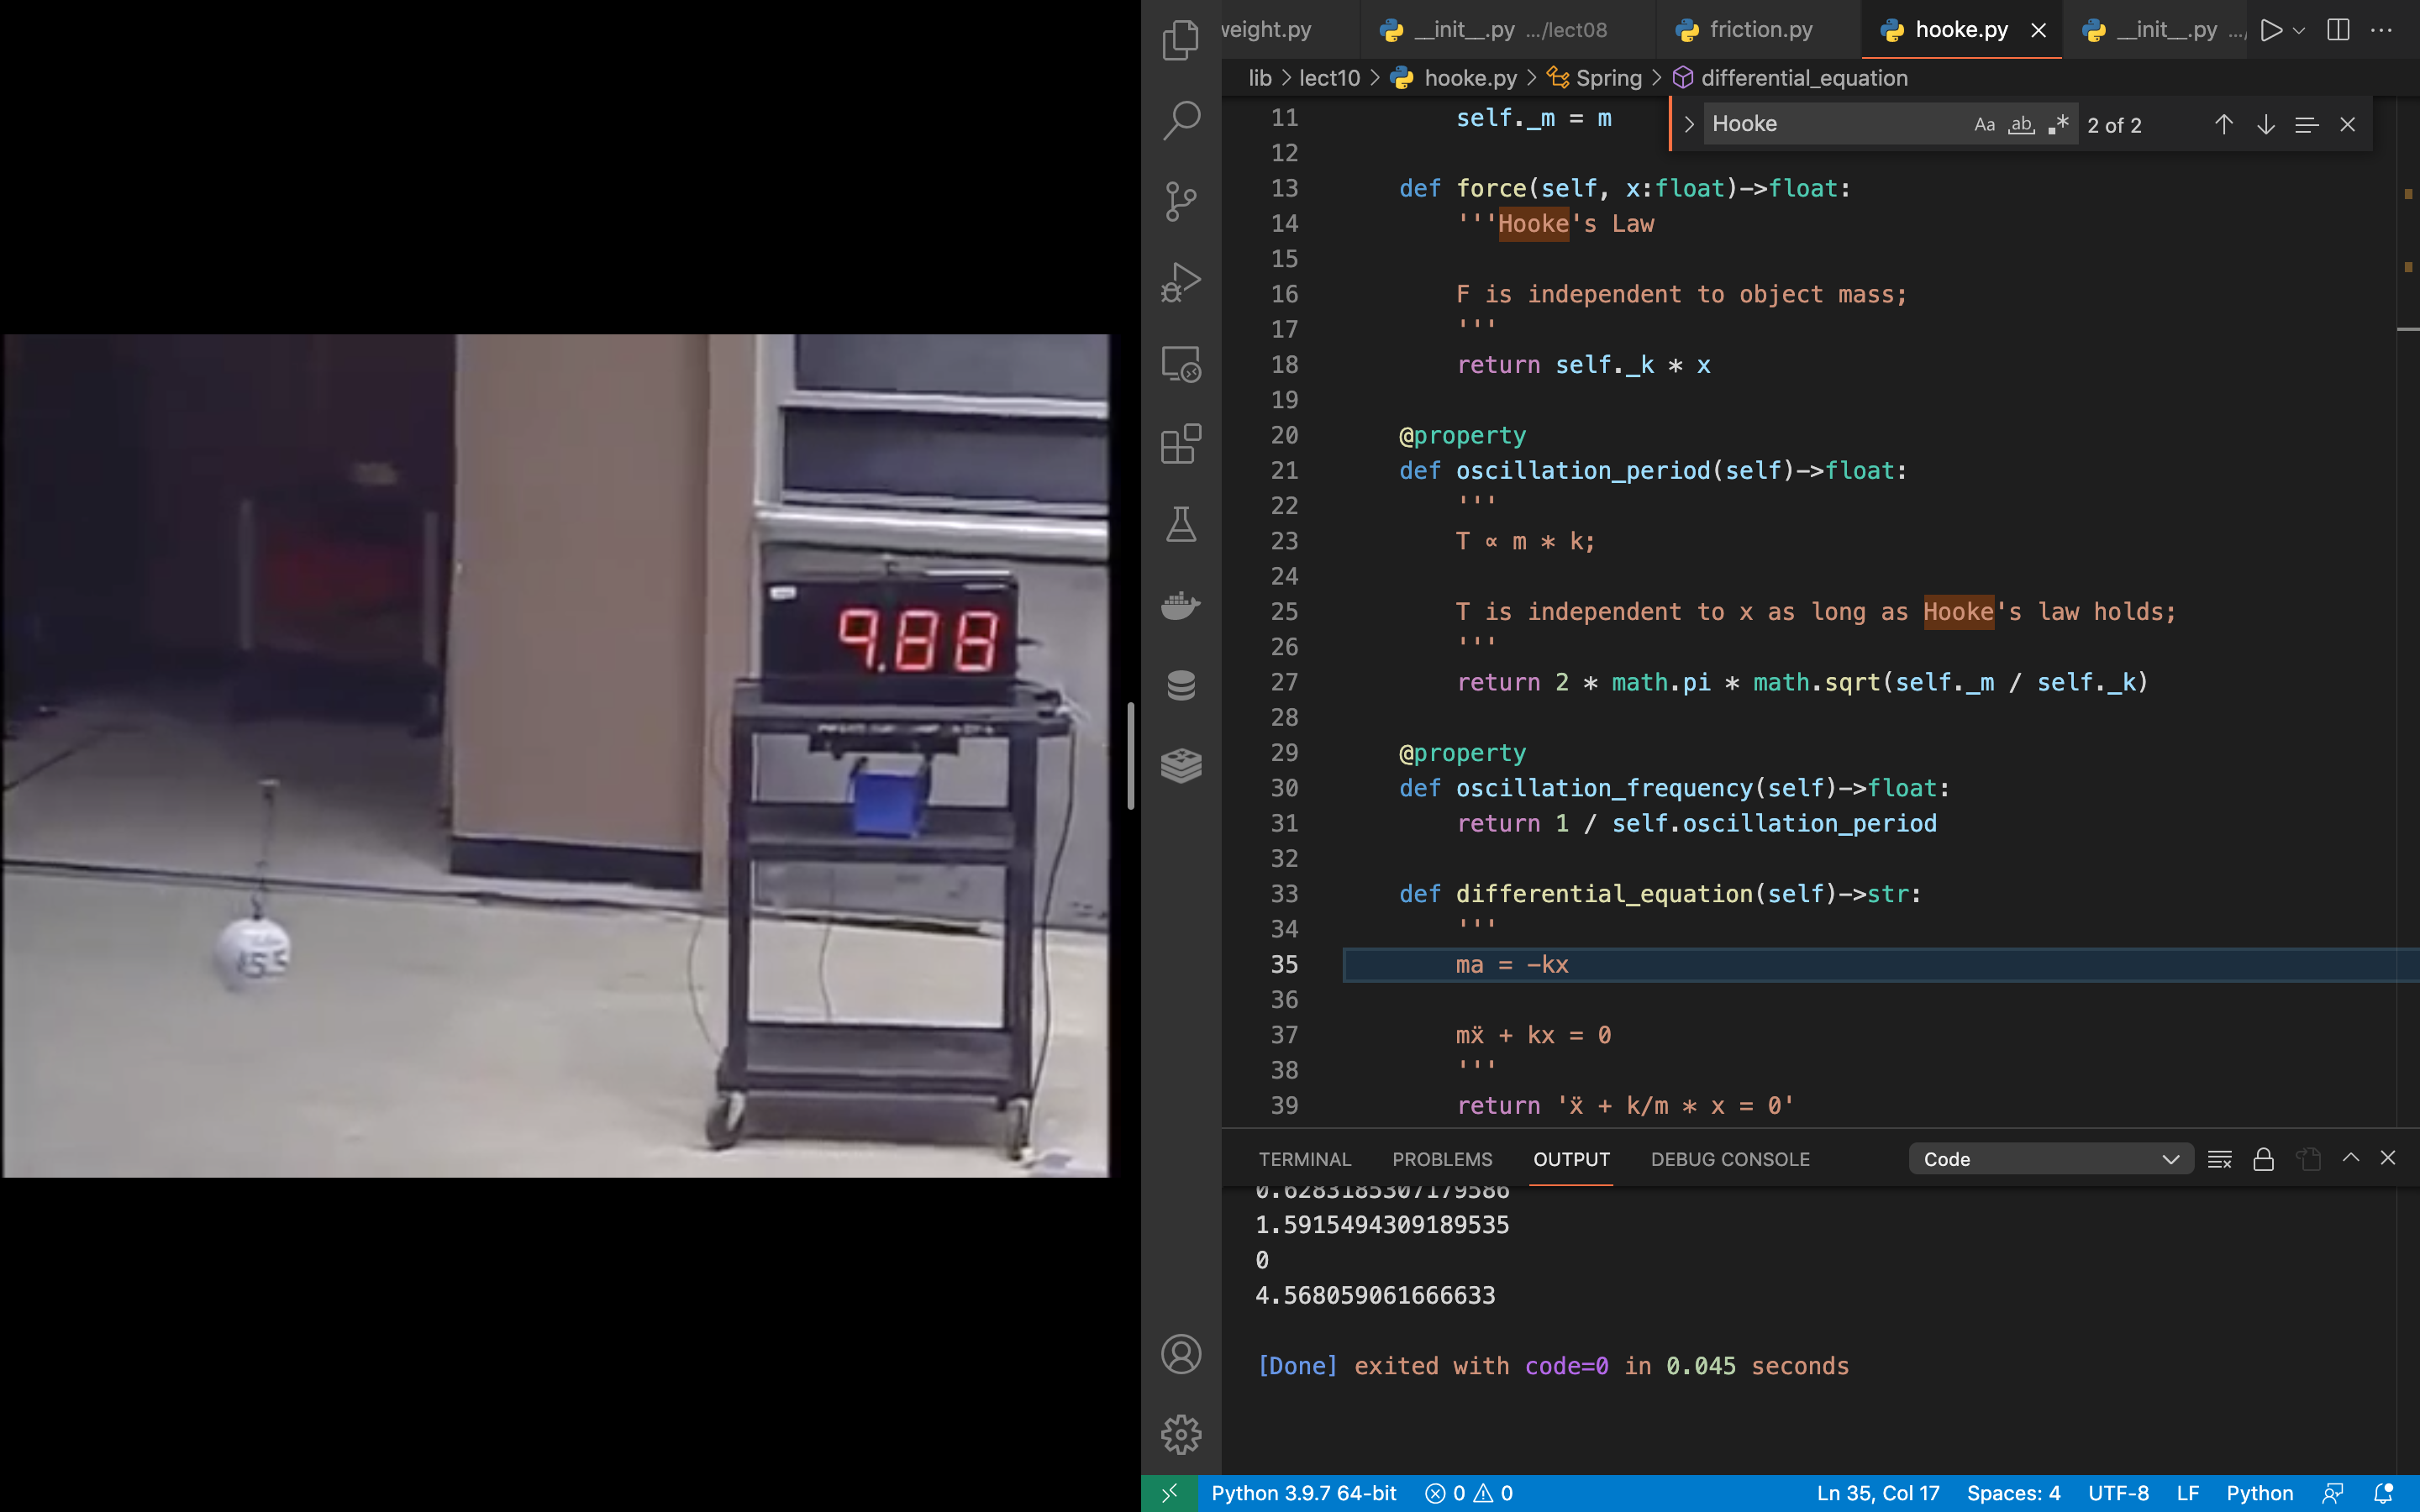 9.88
weight.py
__init__.py .../lect08
friction.py
hooke.py
__init__.py .../
lib > lect10 > hooke.py > Spring > differential_equation
Hooke
Aa ab .*
2 of 2
11 self._m = m
12
13 def force(self, x:float)->float:
14 '''Hooke's Law
15
16 F is independent to object mass;
17 '''
18 return self._k * x
19
20 @property
21 def oscillation_period(self)->float:
22 '''
23 T ∝ m * k;
24
25 T is independent to x as long as Hooke's law holds;
26 '''
27 return 2 * math.pi * math.sqrt(self._m / self._k)
28
29 @property
30 def oscillation_frequency(self)->float:
31 return 1 / self.oscillation_period
32
33 def differential_equation(self)->str:
34 '''
35 ma = -kx
36
37 mẍ + kx = 0
38 '''
39 return 'ẍ + k/m * x = 0'
TERMINAL PROBLEMS OUTPUT DEBUG CONSOLE Code
0.6283185307179586
1.5915494309189535
0
4.568059061666633
[Done] exited with code=0 in 0.045 seconds
Python 3.9.7 64-bit 0 0 Ln 35, Col 17 Spaces: 4 UTF-8 LF Python